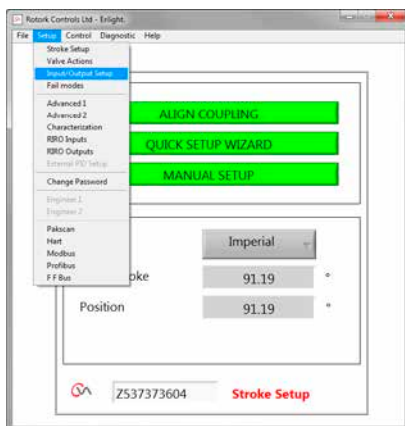 Rotork Controls Ltd - Enlight.
File Setup Control Diagnostic Help
Stroke Setup
Valve Actions
Input/Output Setup
Fail modes
Advanced 1
Advanced 2
Characterization
RIRO Inputs
RIRO Outputs
External PID Setup
Change Password
Engineer 1
Engineer 2
Pakscan
Hart
Modbus
Profibus
F F Bus
ALIGN COUPLING
QUICK SETUP WIZARD
MANUAL SETUP
Imperial
oke 91.19 °
Position 91.19 °
Z537373604 Stroke Setup